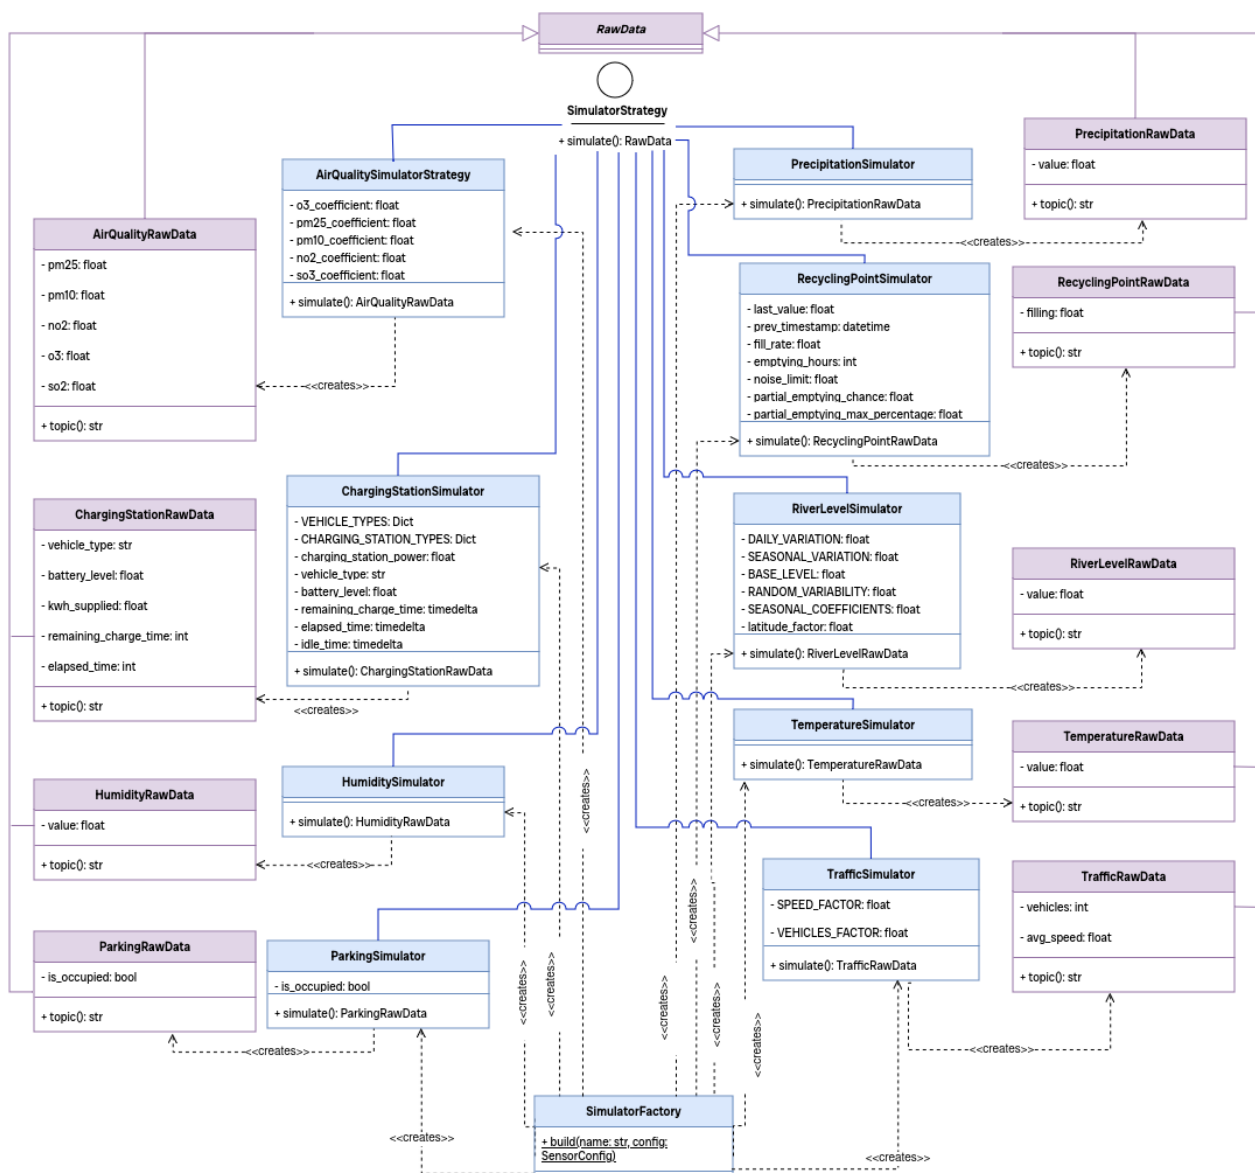 RawData
SimulatorStrategy
+ simulate(): RawData
AirQualitySimulatorStrategy
- o3_coefficient: float
- pm25_coefficient: float
- pm10_coefficient: float
- no2_coefficient: float
- so3_coefficient: float
+ simulate(): AirQualityRawData
PrecipitationSimulator
+ simulate(): PrecipitationRawData
PrecipitationRawData
- value: float
+ topic(): str
<<creates>>
AirQualityRawData
- pm25: float
- pm10: float
- no2: float
- o3: float
- so2: float
+ topic(): str
<<creates>>
RecyclingPointSimulator
- last_value: float
- prev_timestamp: datetime
- fill_rate: float
- emptying_hours: int
- noise_limit: float
- partial_emptying_chance: float
- partial_emptying_max_percentage: float
+ simulate(): RecyclingPointRawData
RecyclingPointRawData
- filling: float
+ topic(): str
<<creates>>
ChargingStationRawData
- vehicle_type: str
- battery_level: float
- kwh_supplied: float
- remaining_charge_time: int
- elapsed_time: int
+ topic(): str
ChargingStationSimulator
- VEHICLE_TYPES: Dict
- CHARGING_STATION_TYPES: Dict
- charging_station_power: float
- vehicle_type: str
- battery_level: float
- remaining_charge_time: timedelta
- elapsed_time: timedelta
- idle_time: timedelta
+ simulate(): ChargingStationRawData
<<creates>>
RiverLevelSimulator
- DAILY_VARIATION: float
- SEASONAL_VARIATION: float
- BASE_LEVEL: float
- RANDOM_VARIABILITY: float
- SEASONAL_COEFFICIENTS: float
- latitude_factor: float
+ simulate(): RiverLevelRawData
RiverLevelRawData
- value: float
+ topic(): str
<<creates>>
HumidityRawData
- value: float
+ topic(): str
HumiditySimulator
+ simulate(): HumidityRawData
<<creates>>
<<creates>>
TemperatureSimulator
+ simulate(): TemperatureRawData
TemperatureRawData
- value: float
+ topic(): str
<<creates>>
ParkingRawData
- is_occupied: bool
+ topic(): str
ParkingSimulator
- is_occupied: bool
+ simulate(): ParkingRawData
<<creates>>
TrafficSimulator
- SPEED_FACTOR: float
- VEHICLES_FACTOR: float
+ simulate(): TrafficRawData
TrafficRawData
- vehicles: int
- avg_speed: float
+ topic(): str
<<creates>>
<<creates>>
<<creates>>
<<creates>>
<<creates>>
<<creates>>
<<creates>>
SimulatorFactory
+ build(name: str, config:
SensorConfig)
<<creates>>
<<creates>>